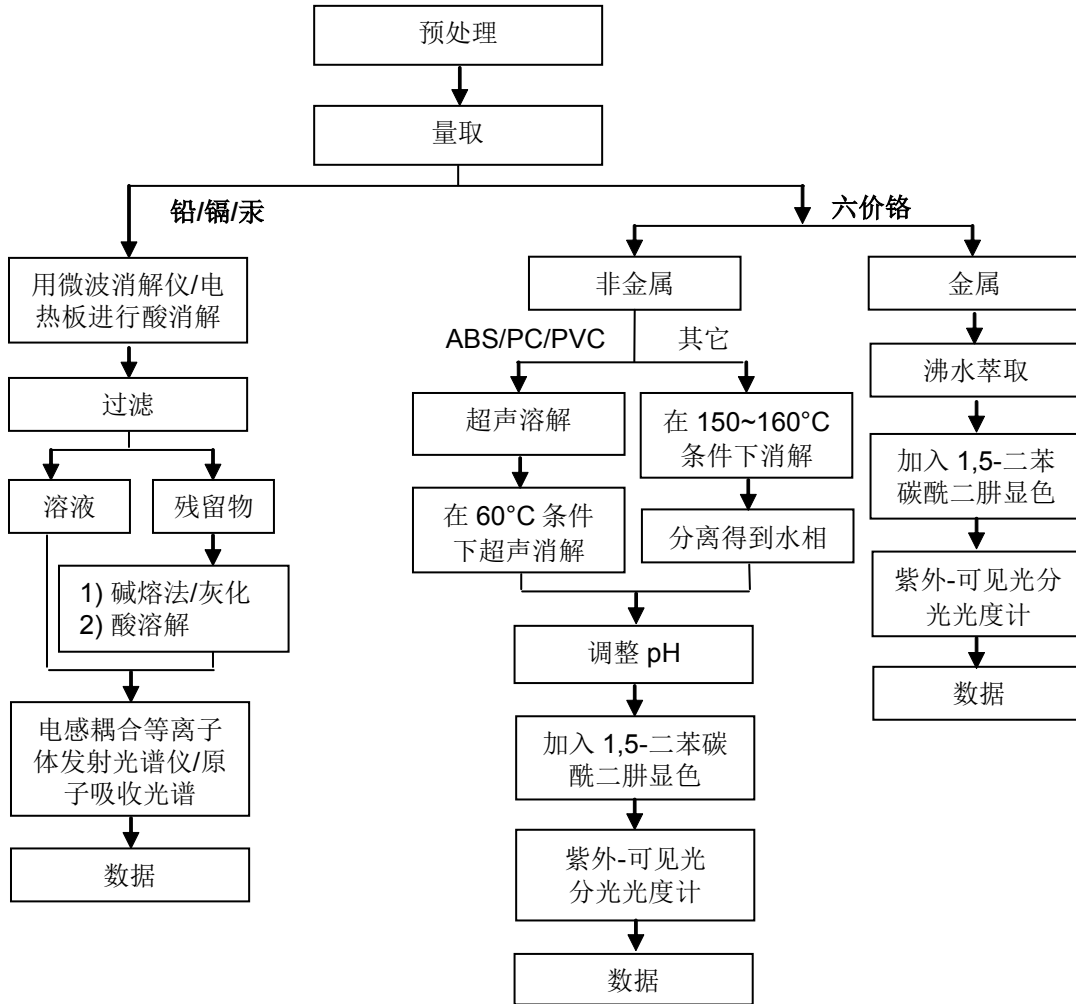 预处理
量取
铅/镉/汞
六价铬
用微波消解仪/电
热板进行酸消解
过滤
溶液
残留物
1) 碱熔法/灰化
2) 酸溶解
电感耦合等离子
体发射光谱仪/原
子吸收光谱
数据
非金属
ABS/PC/PVC
其它
超声溶解
在 60°C 条件
下超声消解
在 150~160°C
条件下消解
分离得到水相
调整 pH
加入 1,5-二苯碳
酰二肼显色
紫外-可见光
分光光度计
数据
金属
沸水萃取
加入 1,5-二苯
碳酰二肼显色
紫外-可见光分
光光度计
数据